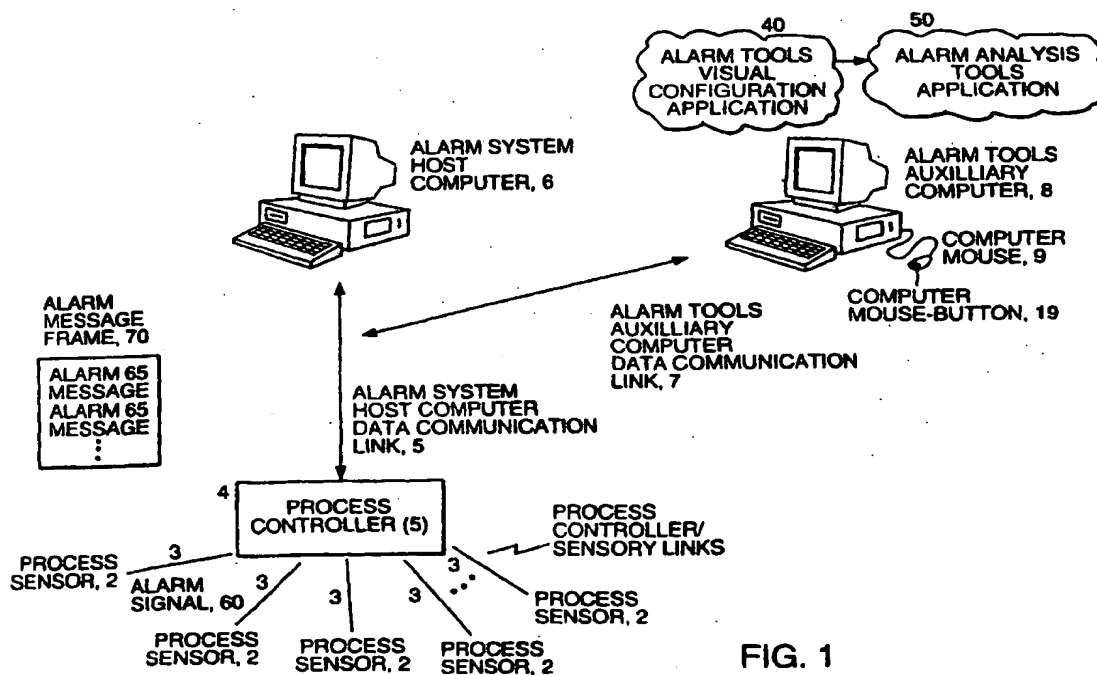 40
50
ALARM TOOLS
VISUAL
CONFIGURATION
APPLICATION
ALARM ANALYSIS
TOOLS
APPLICATION
ALARM SYSTEM
HOST
COMPUTER, 6
ALARM TOOLS
AUXILLIARY
COMPUTER, 8
COMPUTER
MOUSE, 9
COMPUTER
MOUSE-BUTTON, 19
ALARM
MESSAGE
FRAME, 70
ALARM 65
MESSAGE
ALARM 65
MESSAGE
ALARM TOOLS
AUXILLIARY
COMPUTER
DATA COMMUNICATION
LINK, 7
ALARM SYSTEM
HOST COMPUTER
DATA COMMUNICATION
LINK, 5
4
PROCESS
CONTROLLER (5)
PROCESS
CONTROLLER/
SENSORY LINKS
PROCESS
SENSOR, 2
3
ALARM
SIGNAL, 60
3
3
3
3
PROCESS
SENSOR, 2
PROCESS
SENSOR, 2
PROCESS
SENSOR, 2
PROCESS
SENSOR, 2
FIG. 1